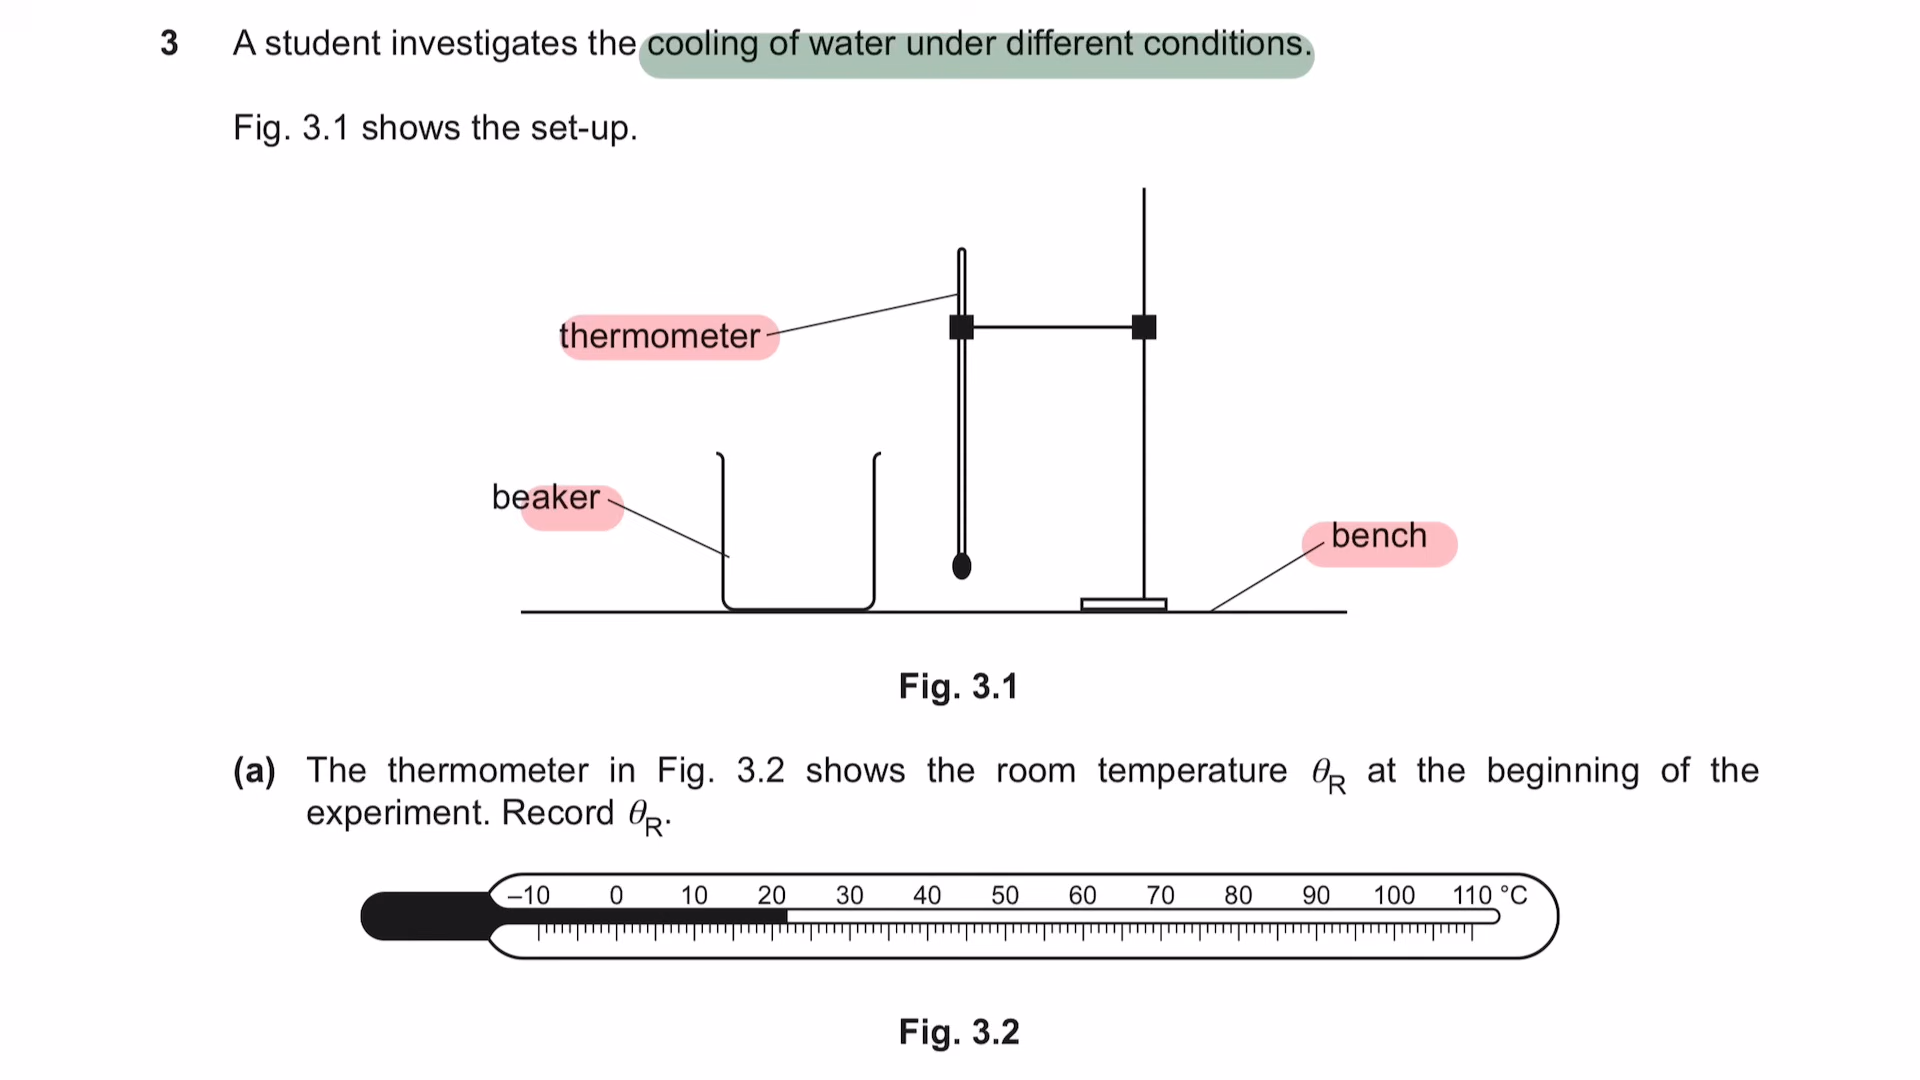 3 A student investigates the cooling of water under different conditions.
Fig. 3.1 shows the set-up.
thermometer
beaker
bench
Fig. 3.1
(a) The thermometer in Fig. 3.2 shows the room temperature θR at the beginning of the
experiment. Record θR.
–10 0 10 20 30 40 50 60 70 80 90 100 110 °C
Fig. 3.2